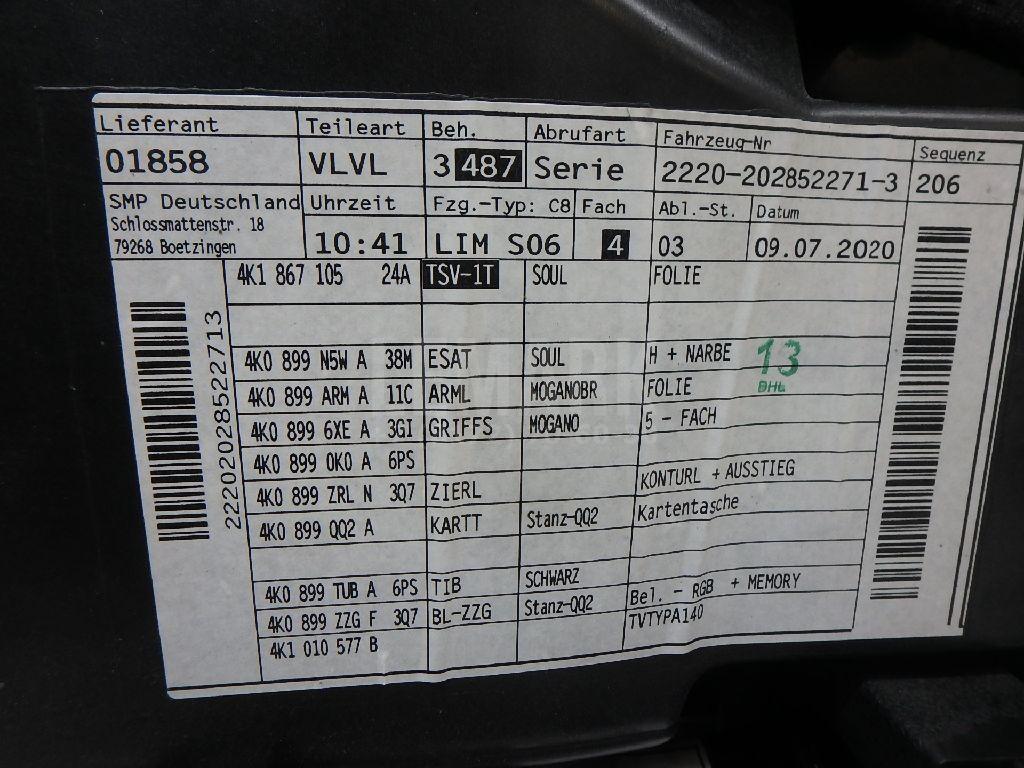 Lieferant Teileart Beh. Abrufart Fahrzeug-Nr Sequenz
01858 VLVL 3 487 Serie 2220-202852271-3 206
SMP Deutschland Uhrzeit Fzg.-Typ: C8 Fach Abl.-St. Datum
Schlossmattenstr. 18
79268 Boetzingen 10:41 LIM S06 4 03 09.07.2020
4K1 867 105 24A TSV-1T SOUL FOLIE
4K0 899 N5W A 38M ESAT SOUL H + NARBE 13
4K0 899 ARM A 11C ARML MOGANOBR FOLIE BHL
4K0 899 6XE A 3GI GRIFFS MOGANO 5 - FACH
4K0 899 0K0 A 6PS
4K0 899 ZRL N 3Q7 ZIERL KONTURL + AUSSTIEG
4K0 899 QQ2 A KARTT Stanz-QQ2 Kartentasche
4K0 899 TUB A 6PS TIB SCHWARZ Bel. - RGB + MEMORY
4K0 899 ZZG F 3Q7 BL-ZZG Stanz-QQ2 TVTYPA140
4K1 010 577 B
22202028522713